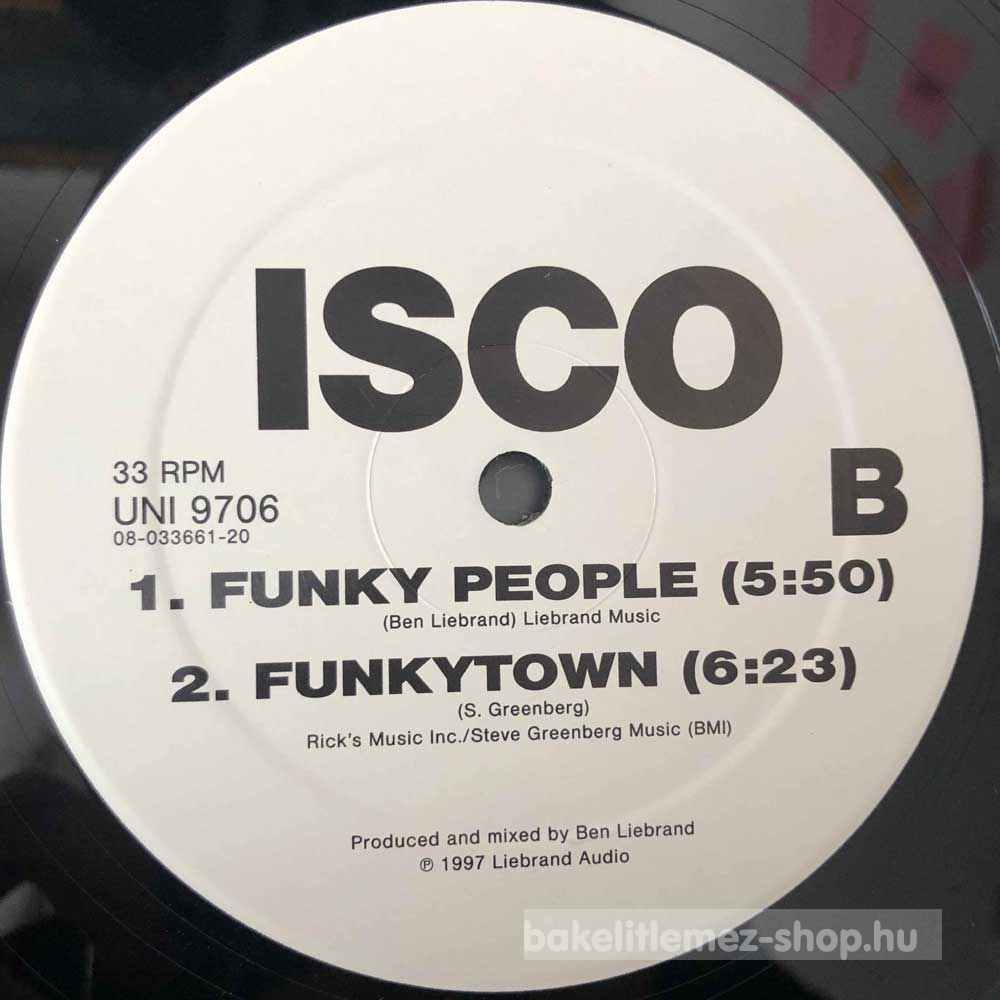 ISCO
33 RPM
UNI 9706
08-033661-20
B
1. FUNKY PEOPLE (5:50)
(Ben Liebrand) Liebrand Music
2. FUNKYTOWN (6:23)
(S. Greenberg)
Rick's Music Inc./Steve Greenberg Music (BMI)
Produced and mixed by Ben Liebrand
℗ 1997 Liebrand Audio
bakelitlemez-shop.hu